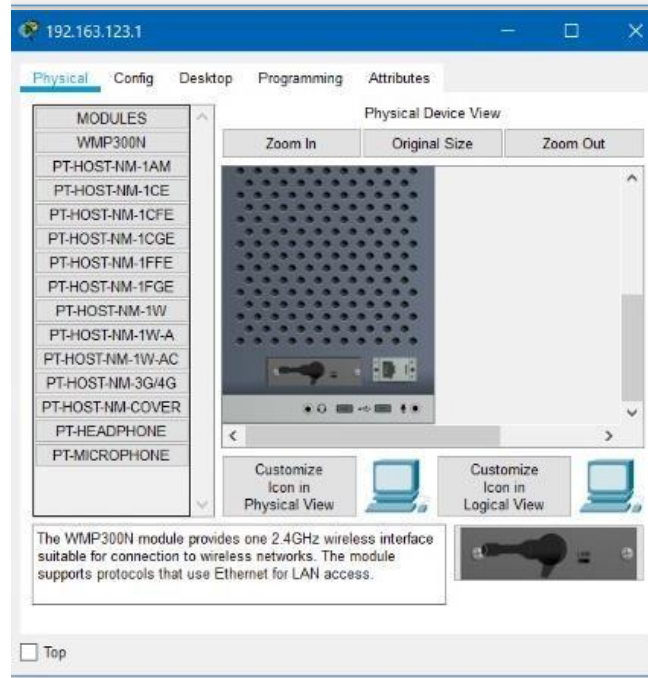 192.163.123.1
Physical Config Desktop Programming Attributes
MODULES
WMP300N
PT-HOST-NM-1AM
PT-HOST-NM-1CE
PT-HOST-NM-1CFE
PT-HOST-NM-1CGE
PT-HOST-NM-1FFE
PT-HOST-NM-1FGE
PT-HOST-NM-1W
PT-HOST-NM-1W-A
PT-HOST-NM-1W-AC
PT-HOST-NM-3G/4G
PT-HOST-NM-COVER
PT-HEADPHONE
PT-MICROPHONE
Physical Device View
Zoom In Original Size Zoom Out
Customize
Icon in
Physical View
Customize
Icon in
Logical View
The WMP300N module provides one 2.4GHz wireless interface
suitable for connection to wireless networks. The module
supports protocols that use Ethernet for LAN access.
Top